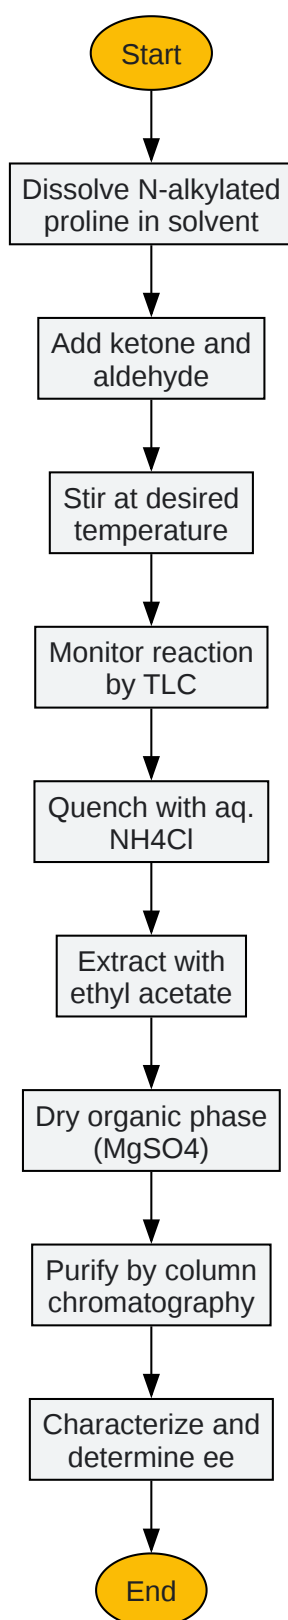 Start
Dissolve N-alkylated
proline in solvent
Add ketone and
aldehyde
Stir at desired
temperature
Monitor reaction
by TLC
Quench with aq.
NH4Cl
Extract with
ethyl acetate
Dry organic phase
(MgSO4)
Purify by column
chromatography
Characterize and
determine ee
End